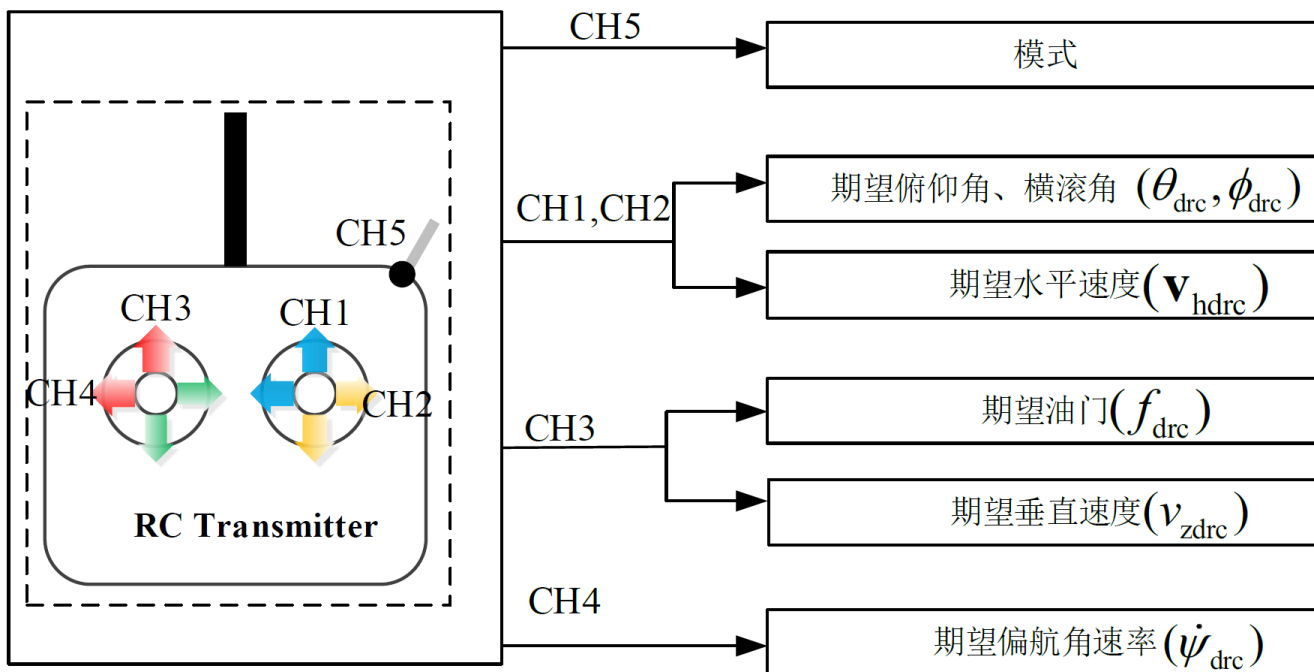 CH5
模式
CH5
CH1,CH2
期望俯仰角、横滚角 (θdrc,ϕdrc)
期望水平速度(vhdrc)
CH3
CH1
CH4
CH2
CH3
期望油门(fdrc)
期望垂直速度(vzdrc)
RC Transmitter
CH4
期望偏航角速率(ψ̇drc)